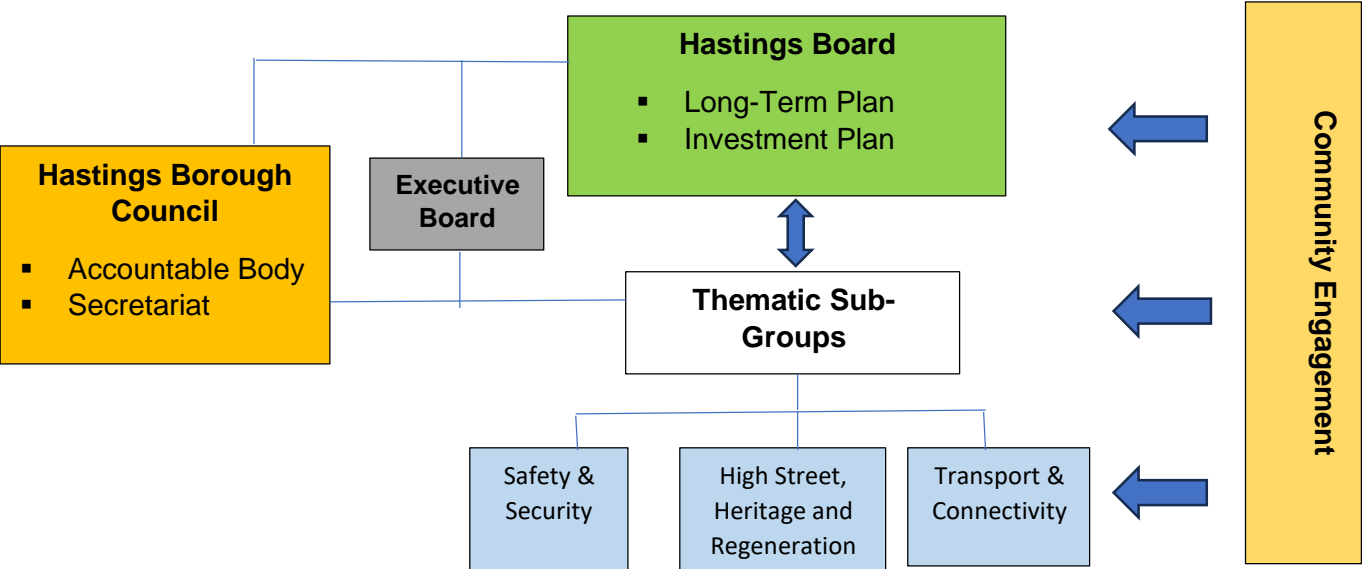 Hastings Board
▪ Long-Term Plan
▪ Investment Plan
Hastings Borough
Council
▪ Accountable Body
▪ Secretariat
Executive
Board
Thematic Sub-
Groups
Safety &
Security
High Street,
Heritage and
Regeneration
Transport &
Connectivity
Community Engagement